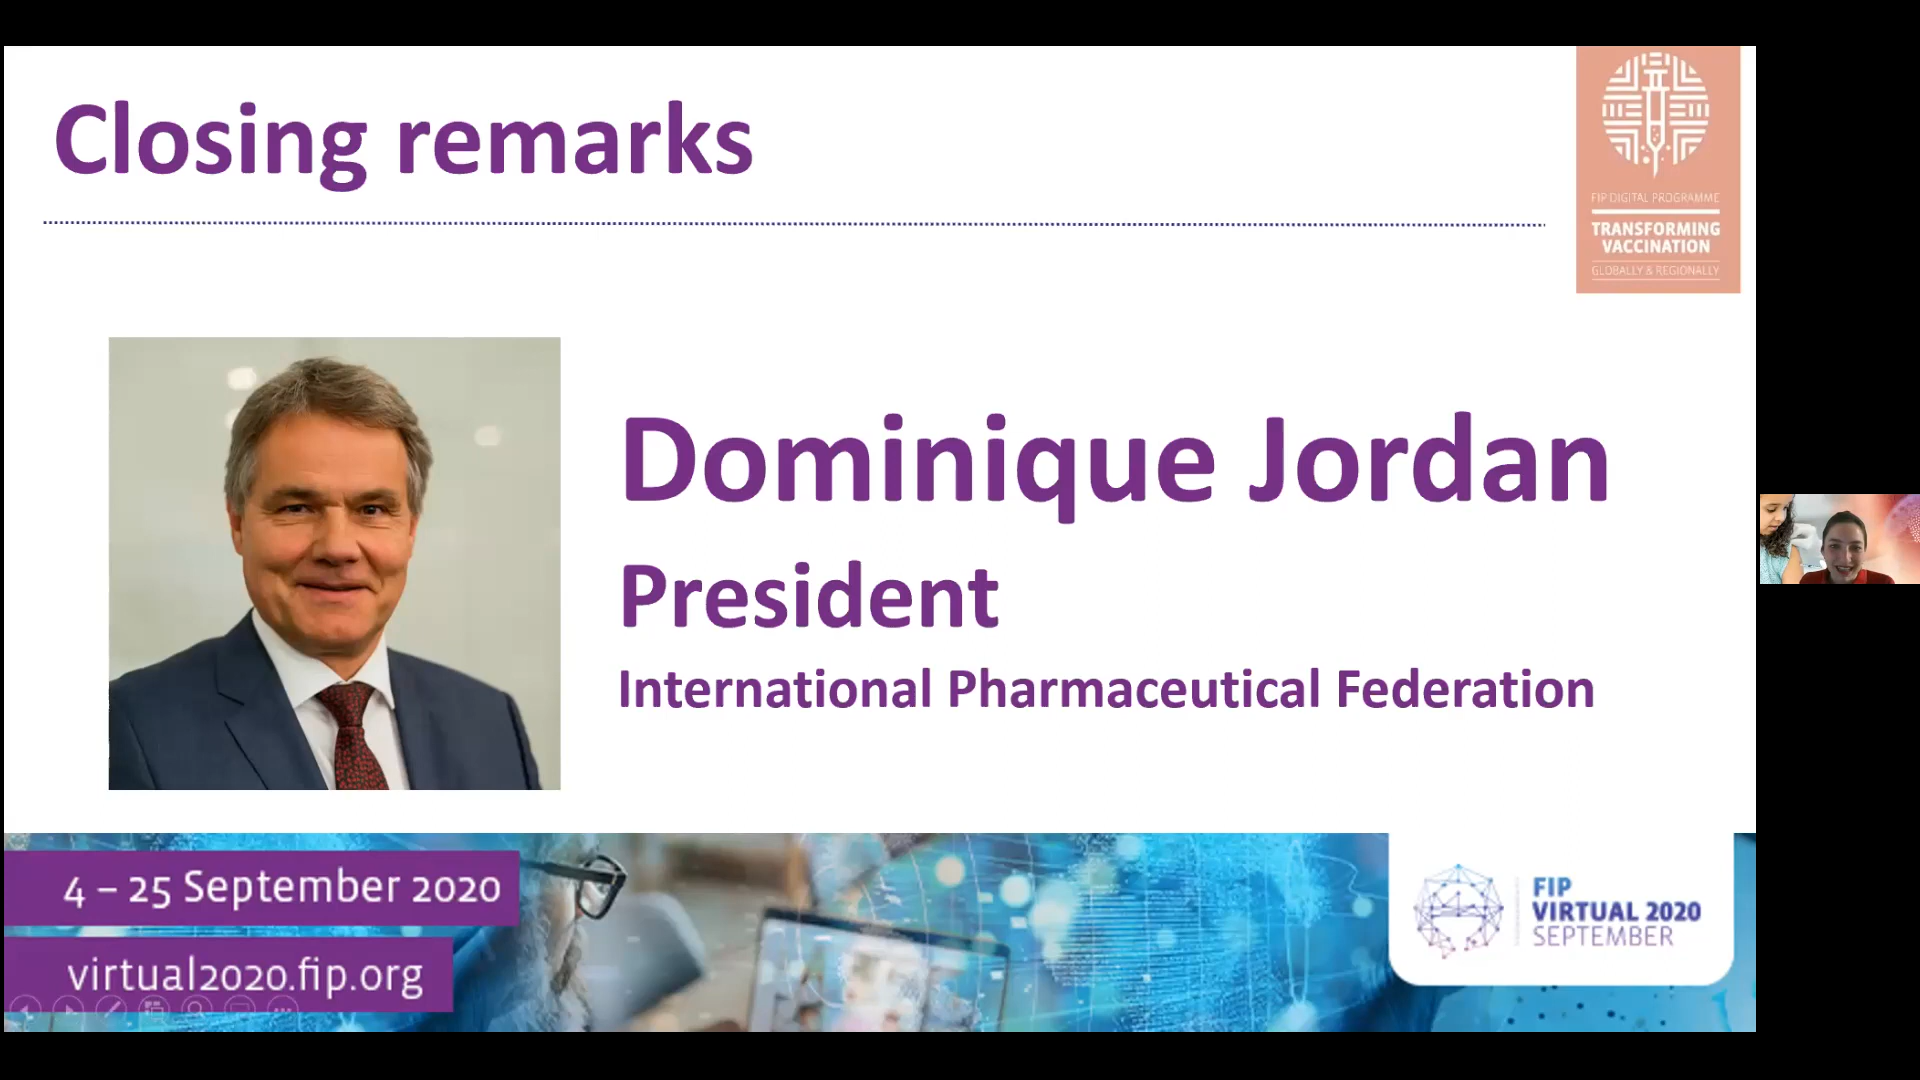 Closing remarks
FIP DIGITAL PROGRAMME
TRANSFORMING
VACCINATION
GLOBALLY & REGIONALLY
Dominique Jordan
President
International Pharmaceutical Federation
4 – 25 September 2020
virtual2020.fip.org
FIP
VIRTUAL 2020
SEPTEMBER